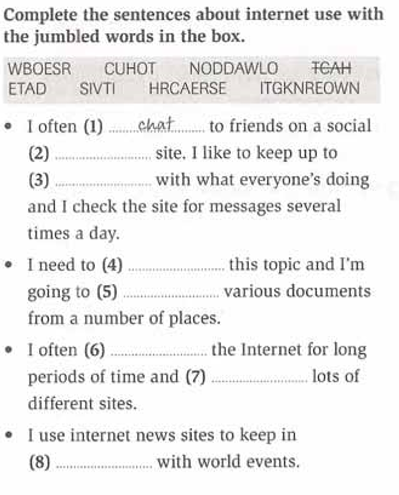 Complete the sentences about internet use with
the jumbled words in the box.
WBOESR CUHOT NODDAWLO TCAH
ETAD SIVTI HRCAERSE ITGKNREOWN
• I often (1) ........chat........ to friends on a social
(2) ........................ site. I like to keep up to
(3) ........................ with what everyone's doing
and I check the site for messages several
times a day.
• I need to (4) ........................ this topic and I'm
going to (5) ........................ various documents
from a number of places.
• I often (6) ........................ the Internet for long
periods of time and (7) ........................ lots of
different sites.
• I use internet news sites to keep in
(8) ........................ with world events.